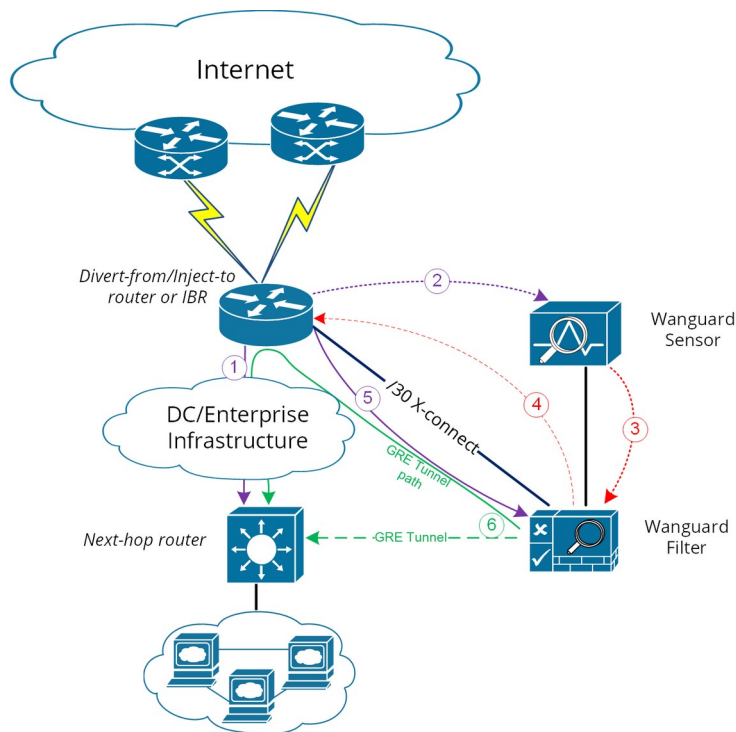 Internet
Divert-from/Inject-to
router or IBR
2
Wanguard
Sensor
1
5
/30 X-connect
4
3
DC/Enterprise
Infrastructure
GRE Tunnel
path
6
Next-hop router
GRE Tunnel
Wanguard
Filter